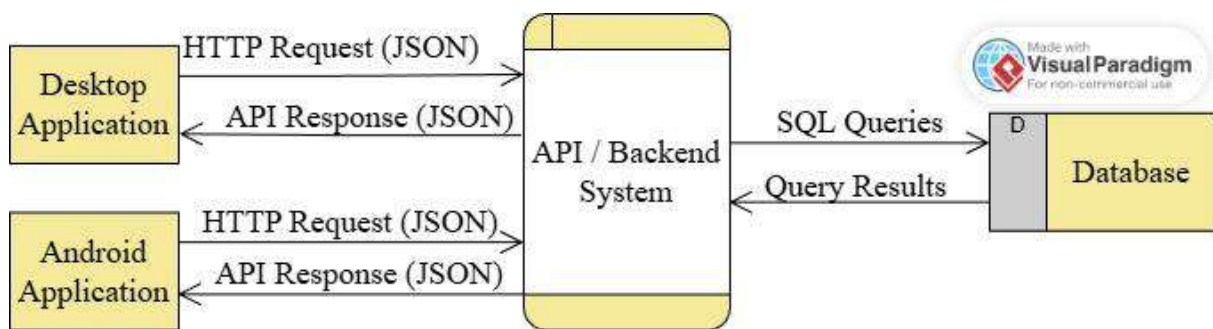 HTTP Request (JSON)
Desktop
Application
API Response (JSON)
HTTP Request (JSON)
Android
Application
API Response (JSON)
API / Backend
System
SQL Queries
Query Results
Made with
Visual Paradigm
For non-commercial use
D
Database